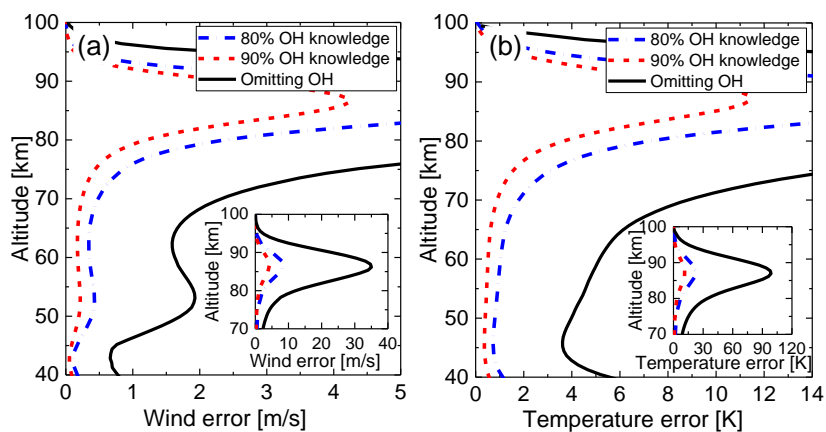 (a)
80% OH knowledge
90% OH knowledge
Omitting OH
Altitude [km]
100
90
80
70
60
50
40
0
1
2
3
4
5
Wind error [m/s]
Altitude [km]
100
90
80
70
0
10
20
30
40
Wind error [m/s]
(b)
80% OH knowledge
90% OH knowledge
Omitting OH
Altitude [km]
100
90
80
70
60
50
40
0
2
4
6
8
10
12
14
Temperature error [K]
Altitude [km]
100
90
80
70
0
30
60
90
120
Temperature error [K]